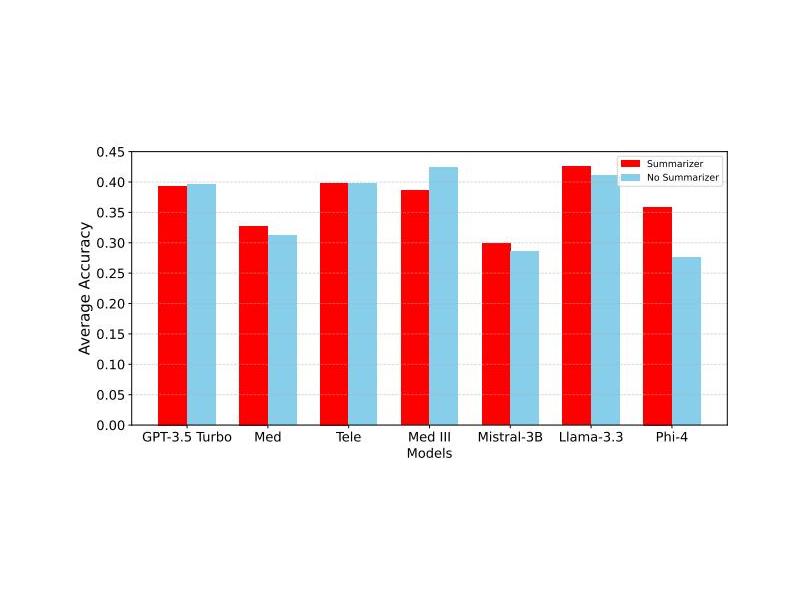 0.45
0.40
0.35
0.30
0.25
0.20
0.15
0.10
0.05
0.00
Average Accuracy
Summarizer
No Summarizer
GPT-3.5 Turbo Med Tele Med III Mistral-3B Llama-3.3 Phi-4
Models